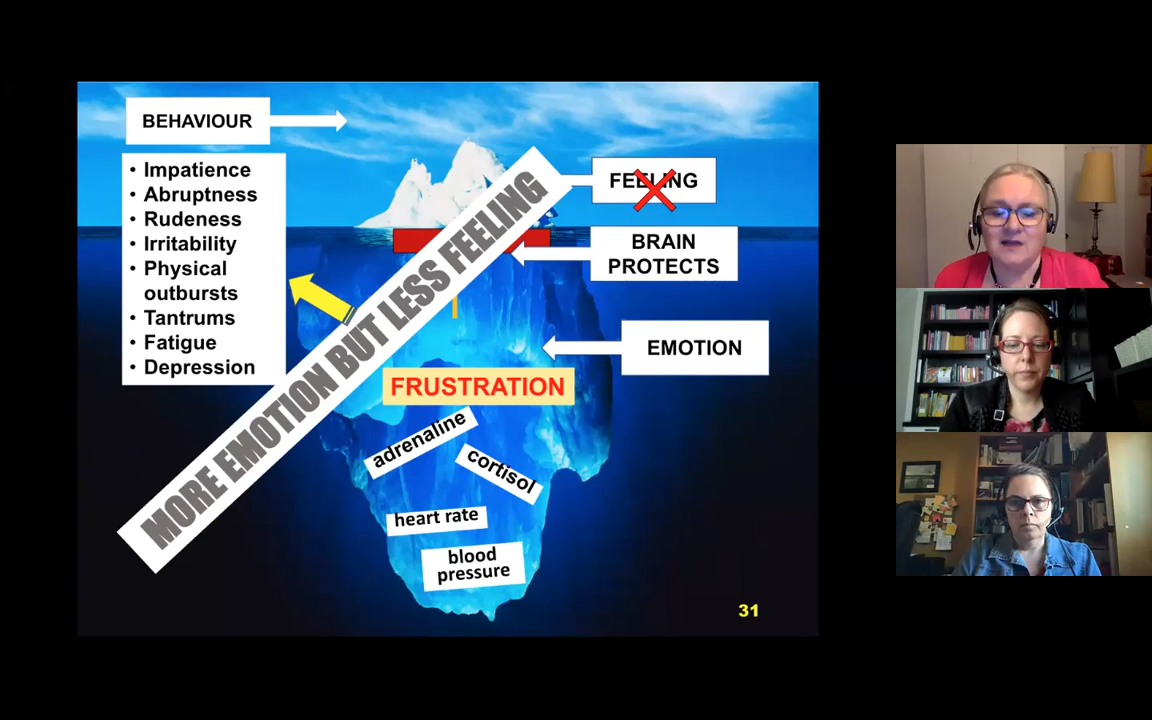 BEHAVIOUR
• Impatience
• Abruptness
• Rudeness
• Irritability
• Physical
outbursts
• Tantrums
• Fatigue
• Depression
MORE EMOTION BUT LESS FEELING
FEELING
BRAIN
PROTECTS
EMOTION
FRUSTRATION
adrenaline
cortisol
heart rate
blood
pressure
31